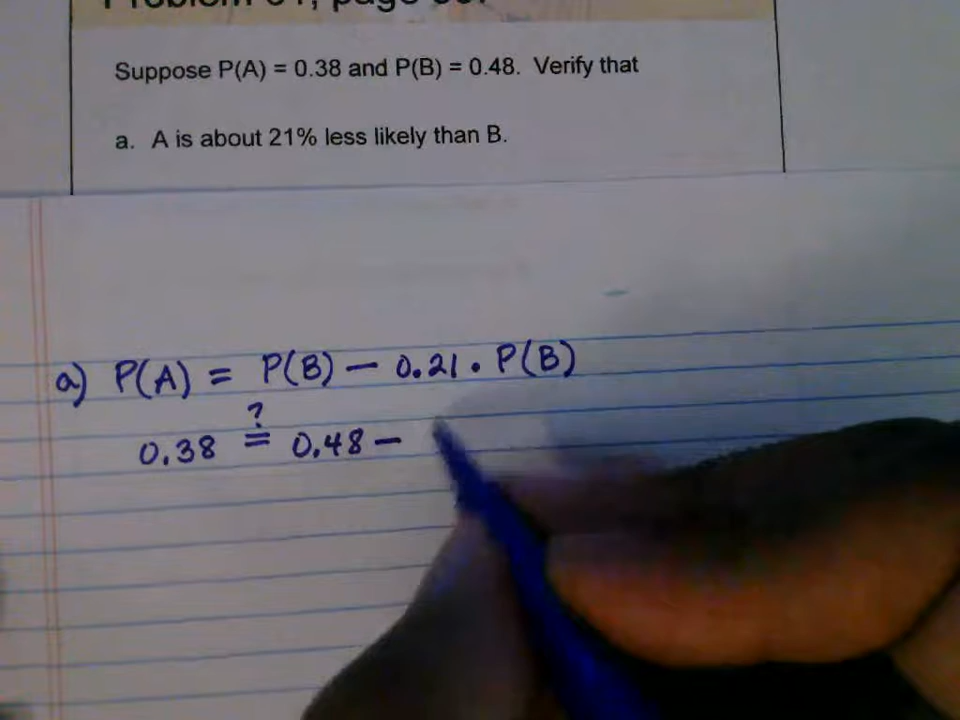 Suppose P(A) = 0.38 and P(B) = 0.48. Verify that
a. A is about 21% less likely than B.
a) P(A) = P(B) - 0.21 · P(B)
0.38 ?= 0.48 -